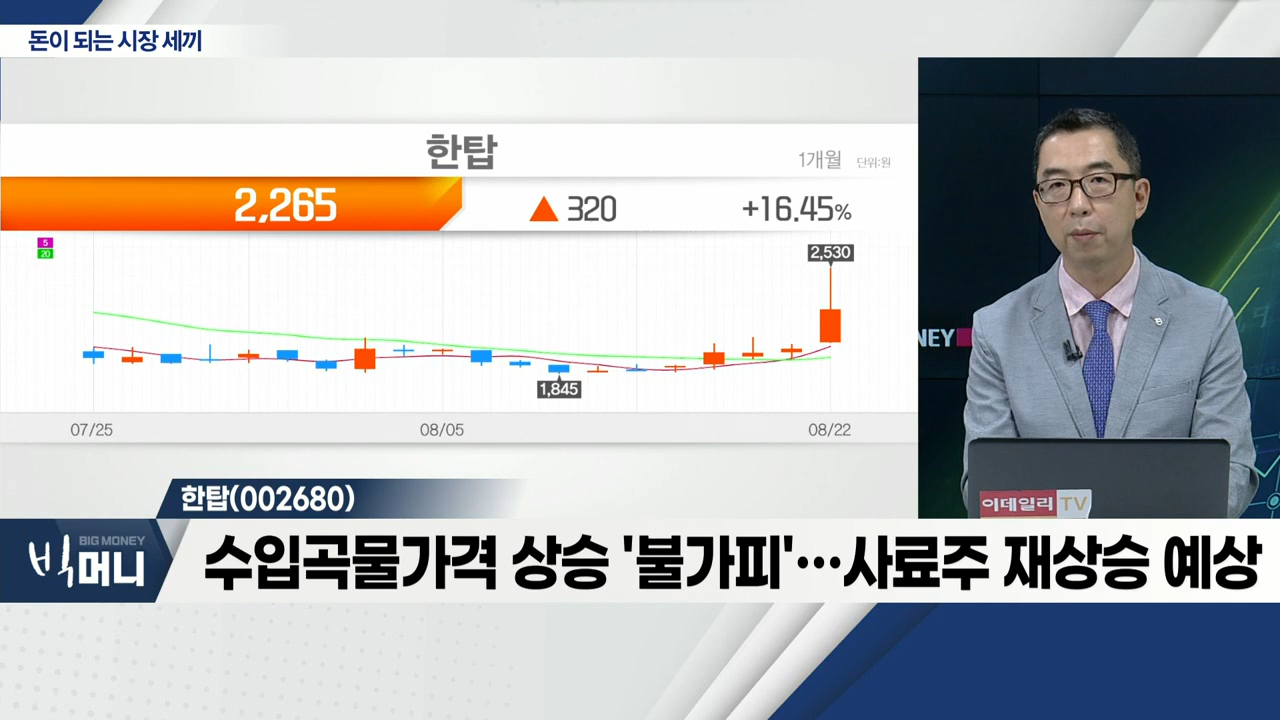 돈이 되는 시장 세끼
한탑
1개월 단위:원
2,265 ▲ 320 +16.45%
5
20
2,530
1,845
07/25 08/05 08/22
NEY
이데일리 TV
한탑(002680)
BIG MONEY
빅머니
수입곡물가격 상승 '불가피'…사료주 재상승 예상